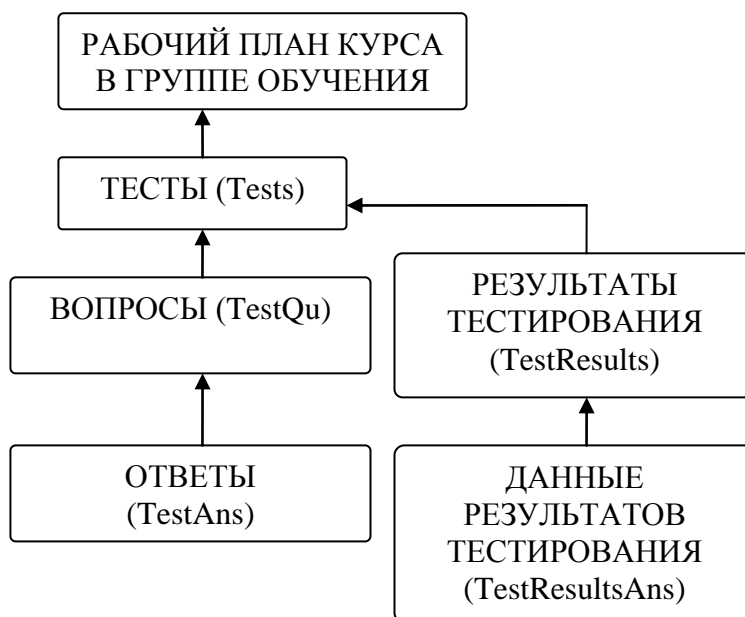 РАБОЧИЙ ПЛАН КУРСА
В ГРУППЕ ОБУЧЕНИЯ
ТЕСТЫ (Tests)
ВОПРОСЫ (TestQu)
РЕЗУЛЬТАТЫ
ТЕСТИРОВАНИЯ
(TestResults)
ОТВЕТЫ
(TestAns)
ДАННЫЕ
РЕЗУЛЬТАТОВ
ТЕСТИРОВАНИЯ
(TestResultsAns)